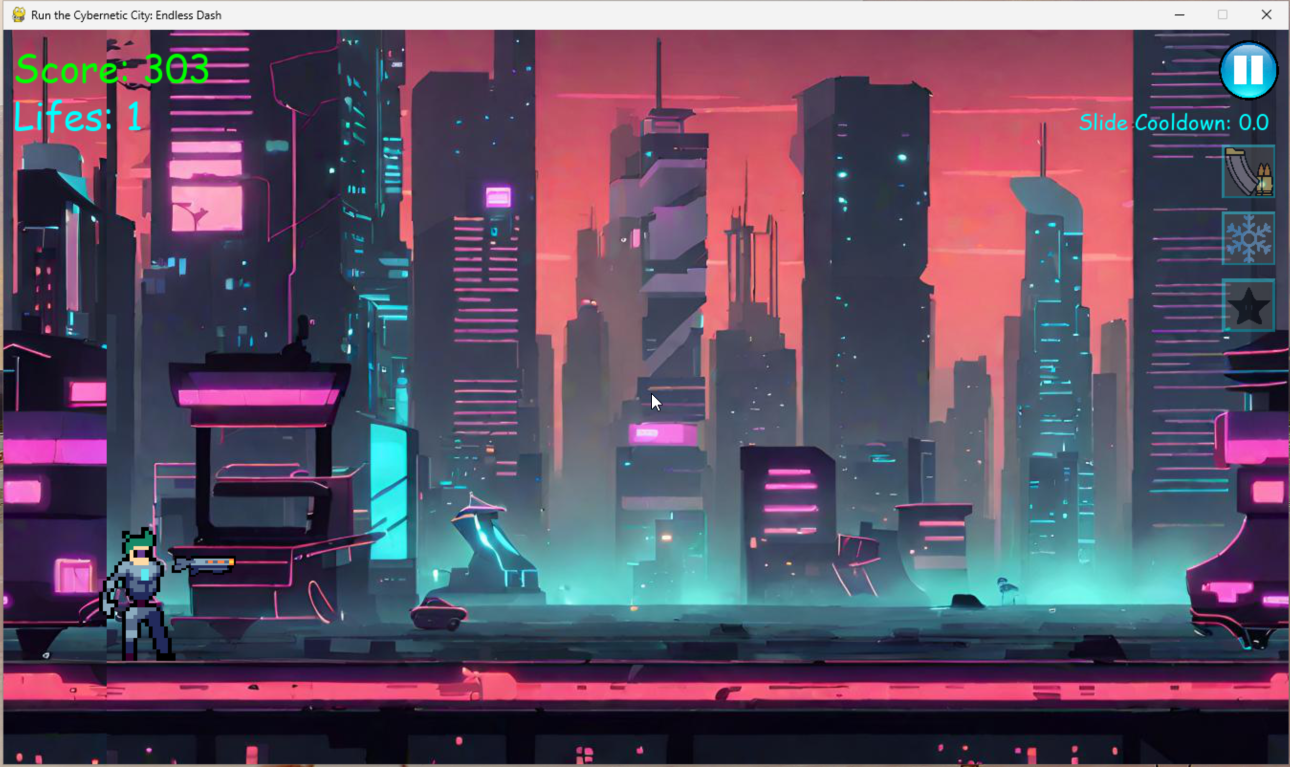 Run the Cybernetic City: Endless Dash
Score: 303
Lifes: 1
Slide Cooldown: 0.0